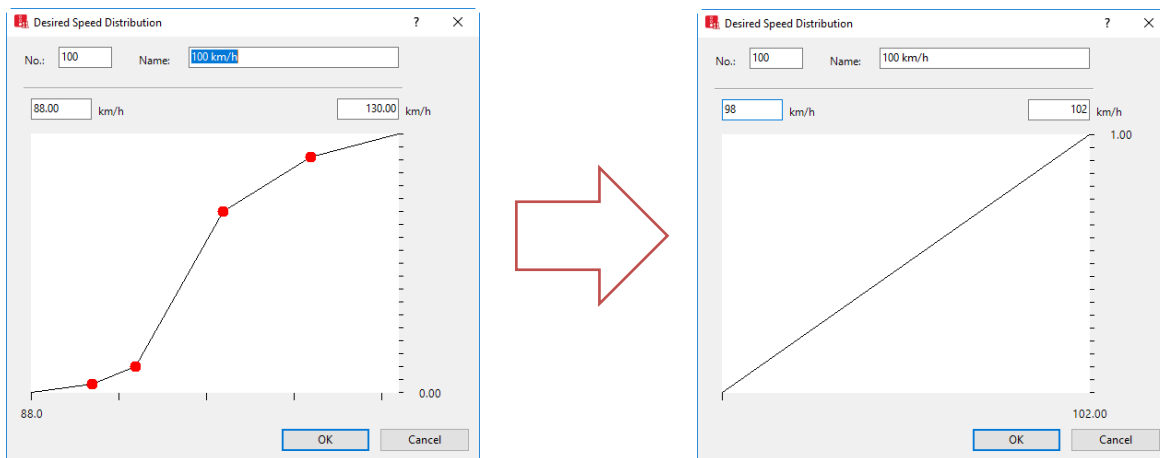 Desired Speed Distribution ?
No.: 100 Name: 100 km/h
88.00 km/h 130.00 km/h
0.00
88.0
OK Cancel
Desired Speed Distribution ?
No.: 100 Name: 100 km/h
98 km/h 102 km/h
1.00
102.00
OK Cancel